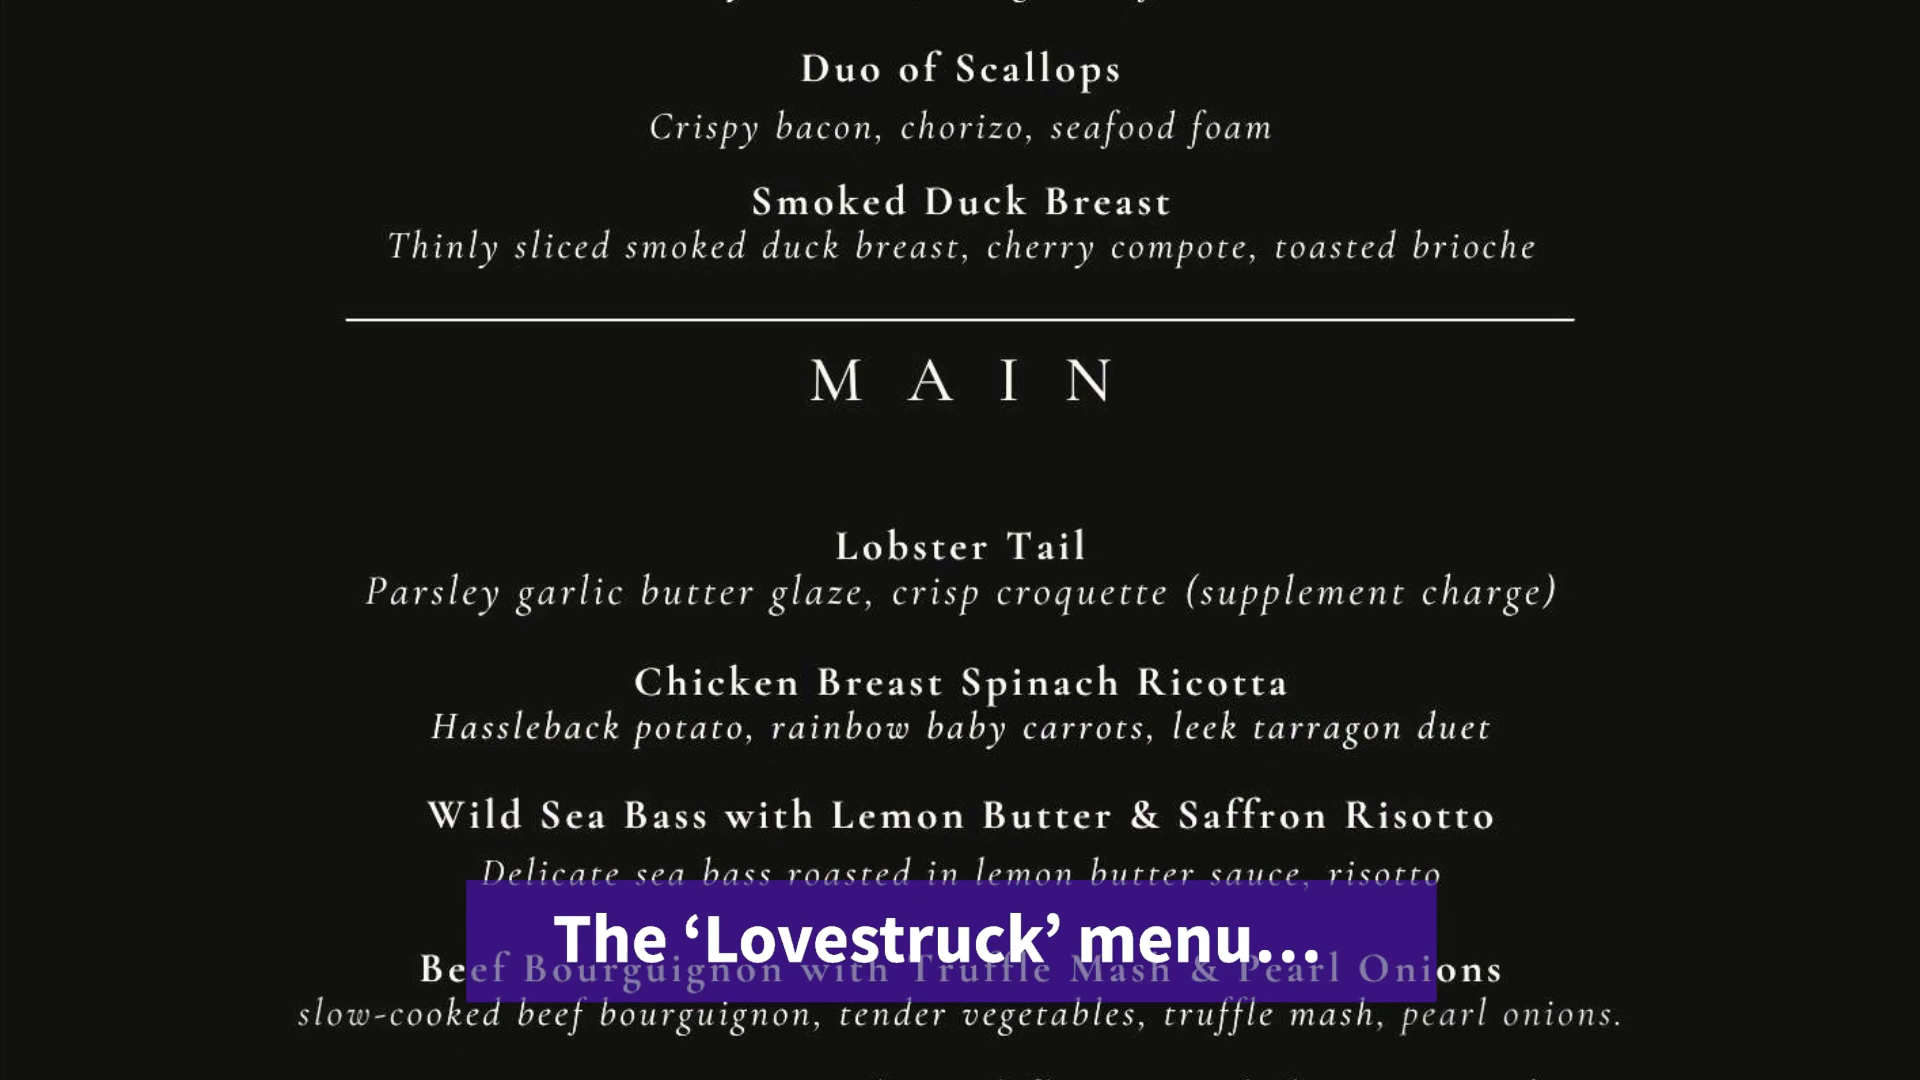 Duo of Scallops
Crispy bacon, chorizo, seafood foam
Smoked Duck Breast
Thinly sliced smoked duck breast, cherry compote, toasted brioche
MAIN
Lobster Tail
Parsley garlic butter glaze, crisp croquette (supplement charge)
Chicken Breast Spinach Ricotta
Hassleback potato, rainbow baby carrots, leek tarragon duet
Wild Sea Bass with Lemon Butter & Saffron Risotto
Delicate sea bass roasted in lemon butter sauce, risotto
The ‘Lovestruck’ menu...
Beef Bourguignon with Truffle Mash & Pearl Onions
slow-cooked beef bourguignon, tender vegetables, truffle mash, pearl onions.